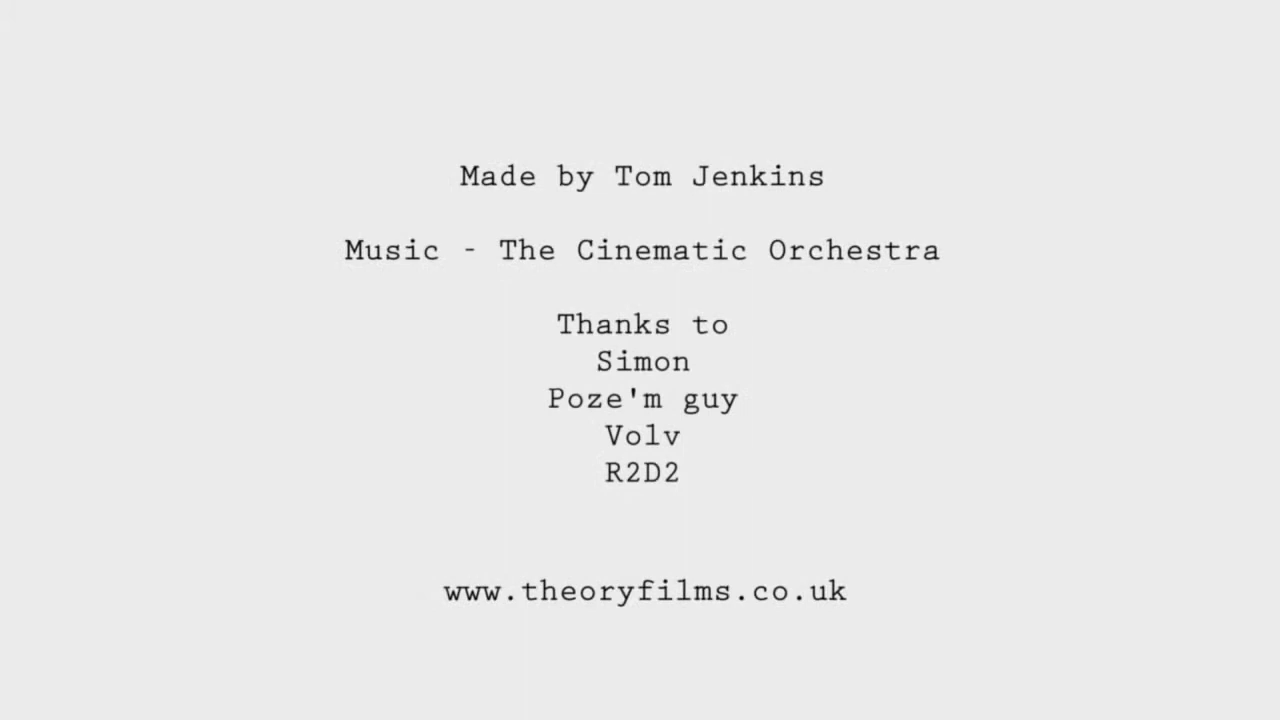 Made by Tom Jenkins
Music - The Cinematic Orchestra
Thanks to
Simon
Poze'm guy
Volv
R2D2
www.theoryfilms.co.uk